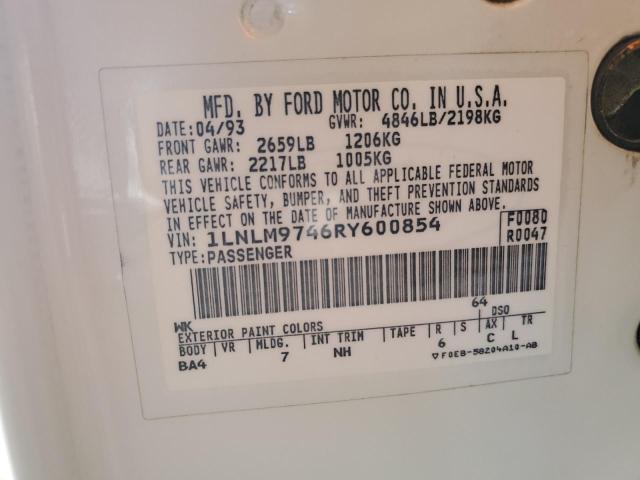 MFD. BY FORD MOTOR CO. IN U.S.A.
DATE: 04/93 GVWR: 4846LB/2198KG
FRONT GAWR: 2659LB 1206KG
REAR GAWR: 2217LB 1005KG
THIS VEHICLE CONFORMS TO ALL APPLICABLE FEDERAL MOTOR
VEHICLE SAFETY, BUMPER, AND THEFT PREVENTION STANDARDS
IN EFFECT ON THE DATE OF MANUFACTURE SHOWN ABOVE.
VIN: 1LNLM9746RY600854 F0080
TYPE: PASSENGER R0047
64
WK DSO
EXTERIOR PAINT COLORS
BODY VR MLDG. INT TRIM TAPE R S AX TR
BA4 7 NH 6 C L
▽F0EB-58204A10-AB